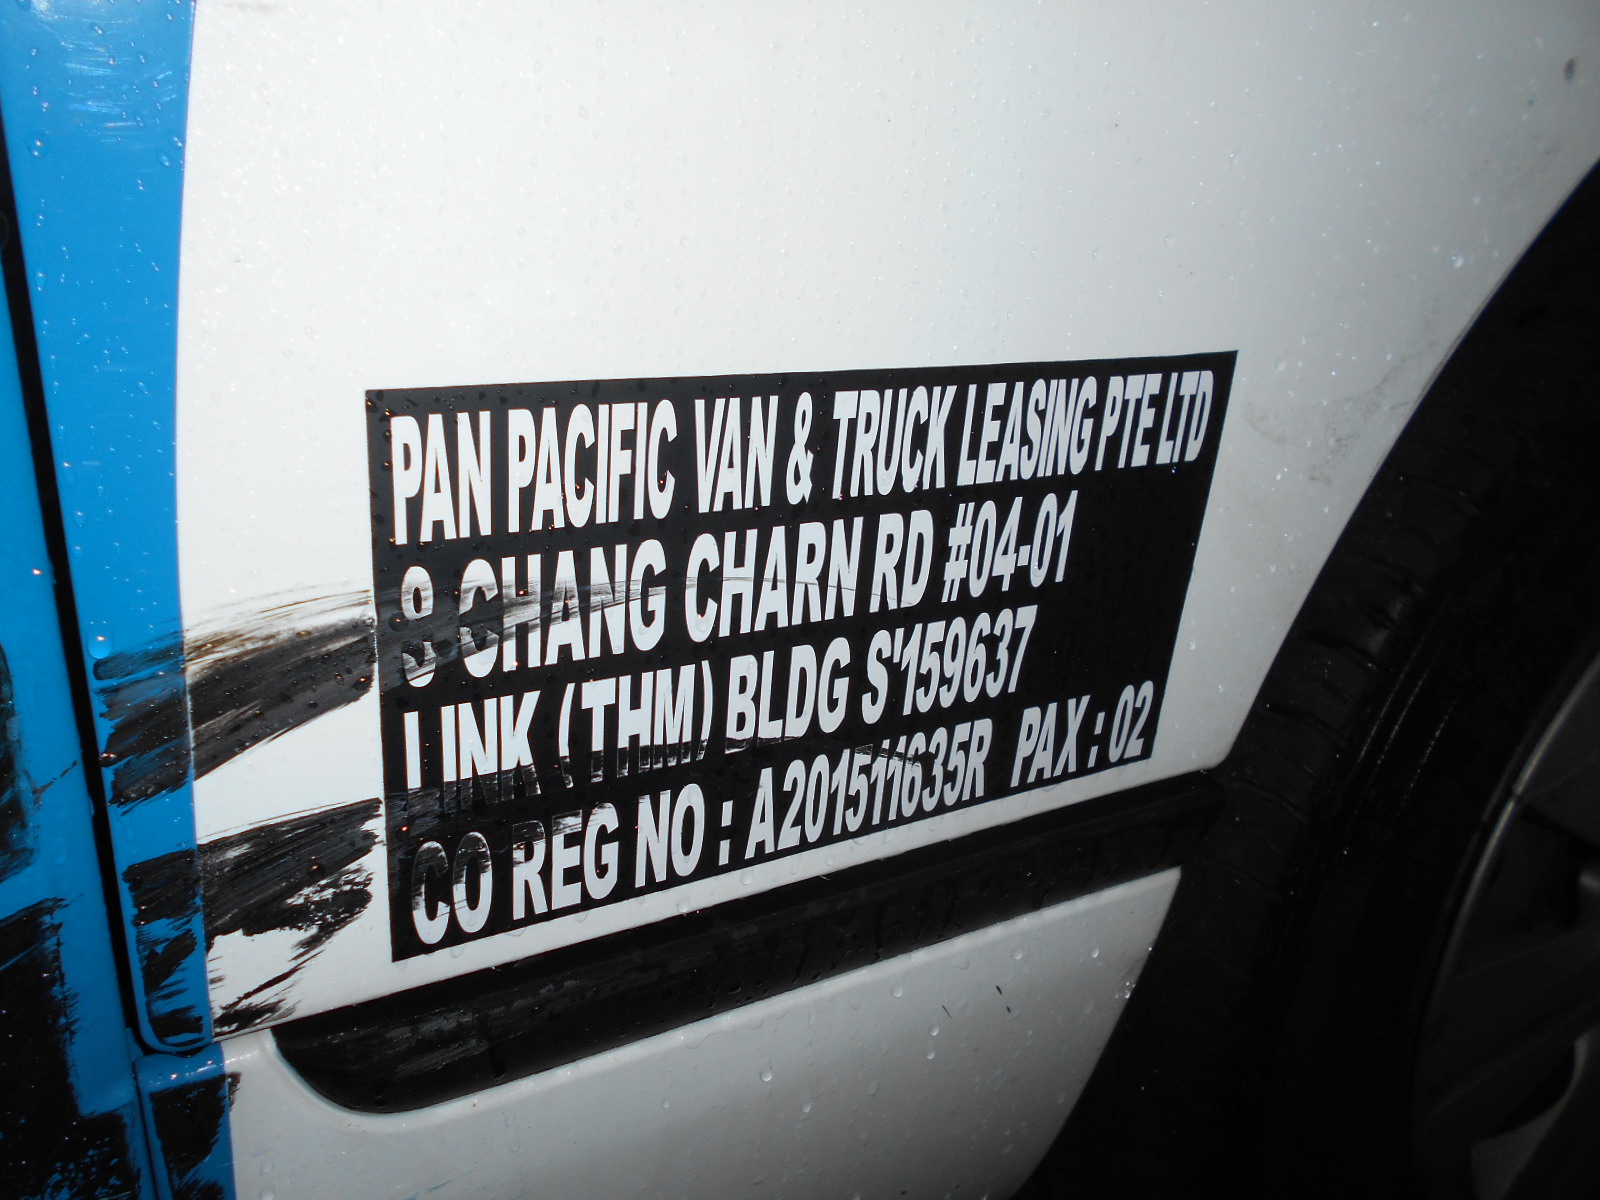 PAN PACIFIC VAN & TRUCK LEASING PTE LTD
8 CHANG CHARN RD #04-01
LINK (THM) BLDG S'159637
CO REG NO : A201511635R PAX : 02